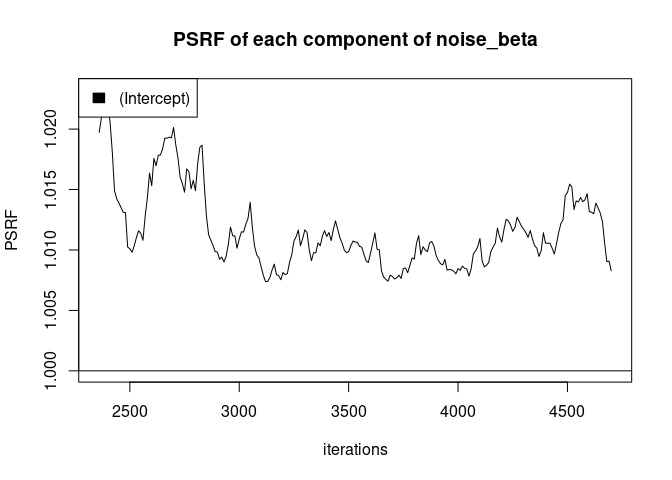 PSRF of each component of noise_beta
(Intercept)
PSRF
1.020
1.015
1.010
1.005
1.000
2500 3000 3500 4000 4500
iterations